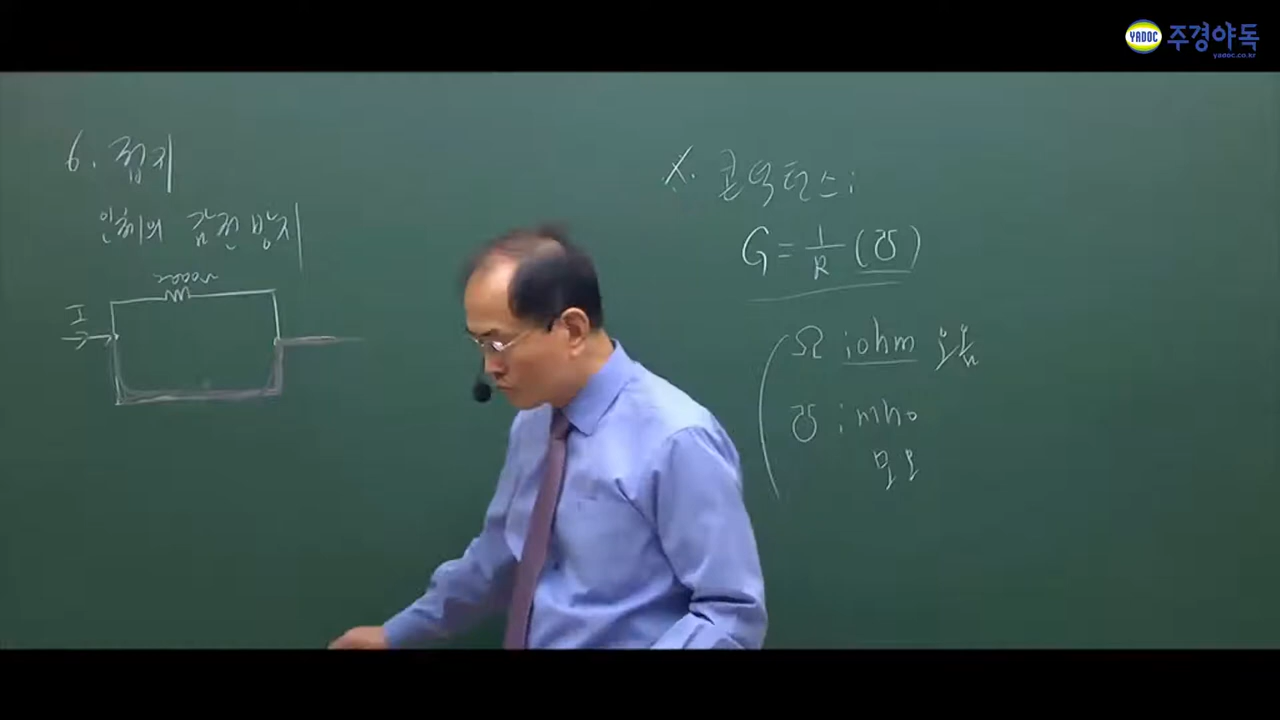 YADOC 주경야독
yadoc.co.kr
6. 접지
인체의 감전 방지
I
※. 콘덕턴스 :
G = 1/R (℧)
Ω : ohm 옴
℧ : mho
모오